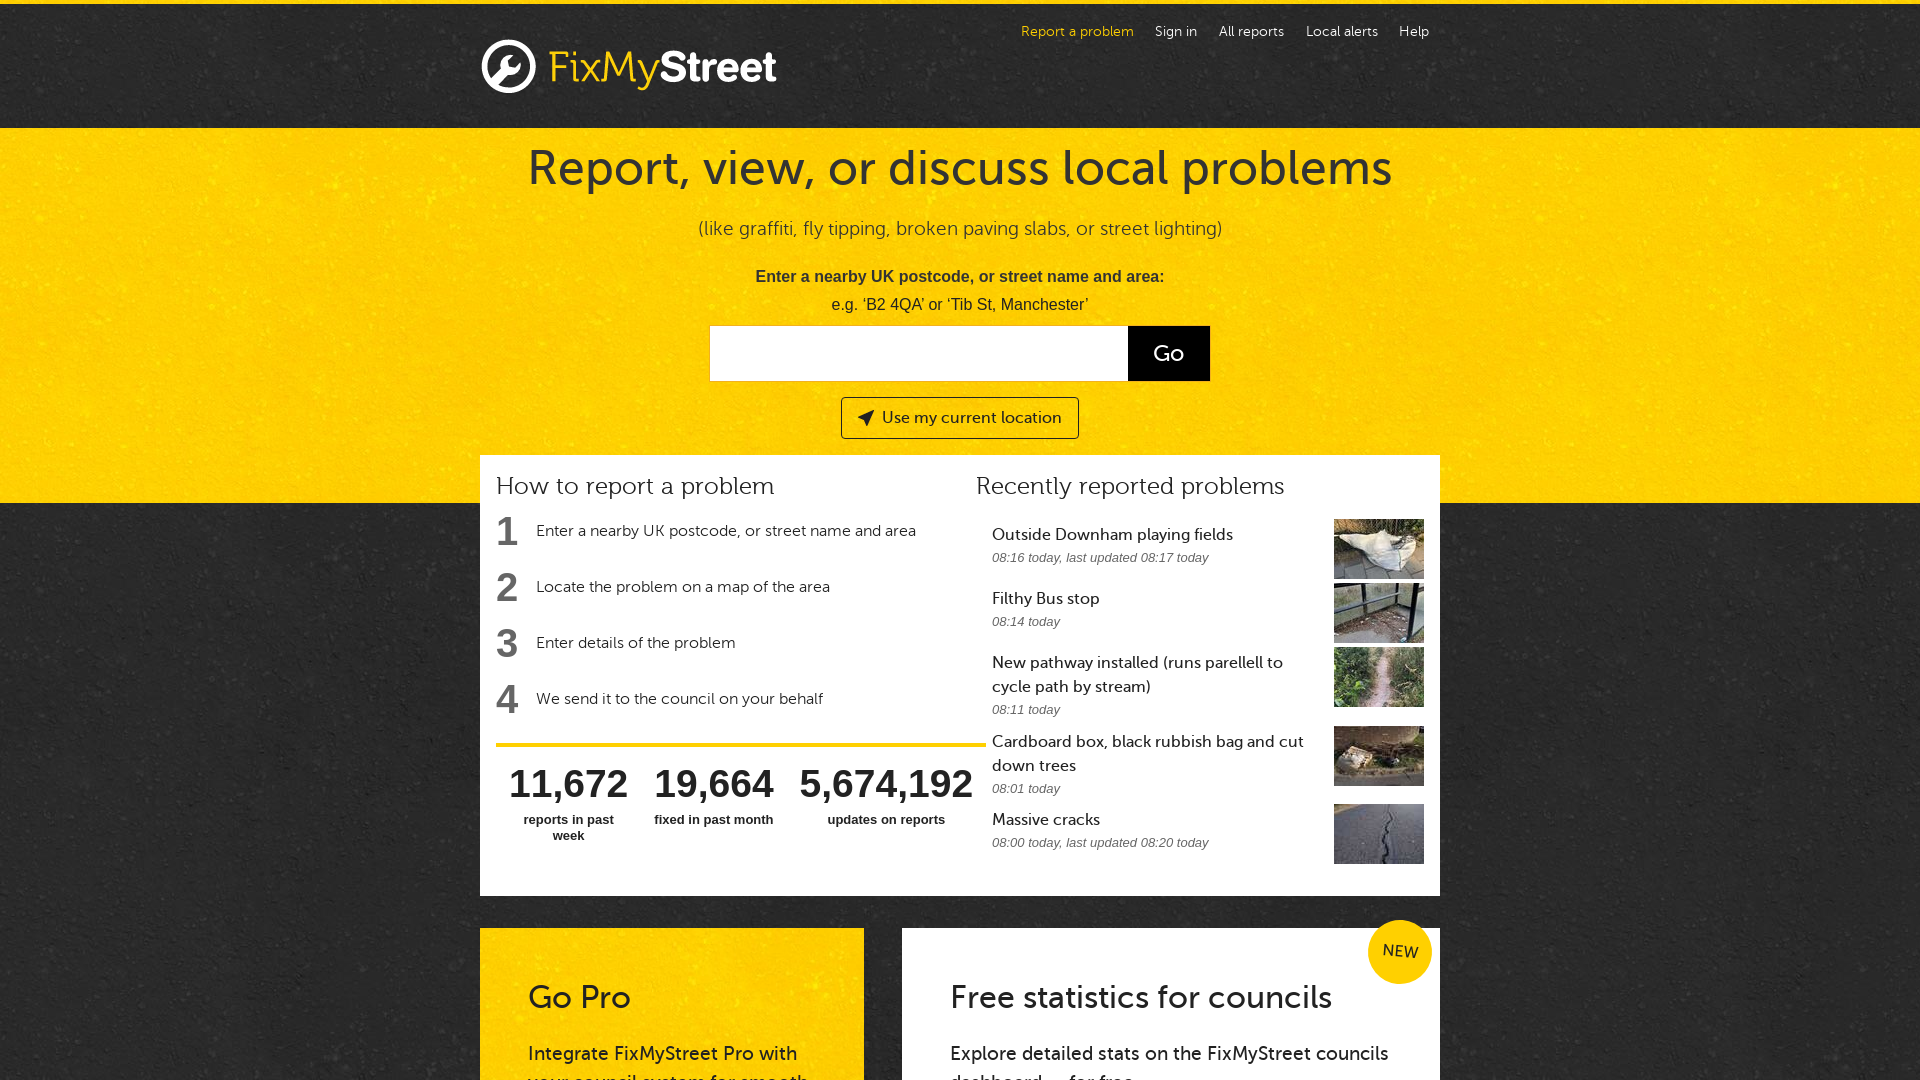 Report a problem
Sign in
All reports
Local alerts
Help
FixMyStreet
Report, view, or discuss local problems
(like graffiti, fly tipping, broken paving slabs, or street lighting)
Enter a nearby UK postcode, or street name and area:
e.g. ‘B2 4QA’ or ‘Tib St, Manchester’
Go
Use my current location
How to report a problem
1 Enter a nearby UK postcode, or street name and area
2 Locate the problem on a map of the area
3 Enter details of the problem
4 We send it to the council on your behalf
11,672
reports in past
week
19,664
fixed in past month
5,674,192
updates on reports
Recently reported problems
Outside Downham playing fields
08:16 today, last updated 08:17 today
Filthy Bus stop
08:14 today
New pathway installed (runs parellell to
cycle path by stream)
08:11 today
Cardboard box, black rubbish bag and cut
down trees
08:01 today
Massive cracks
08:00 today, last updated 08:20 today
Go Pro
Integrate FixMyStreet Pro with
your council system for smooth
NEW
Free statistics for councils
Explore detailed stats on the FixMyStreet councils
dashboard — for free